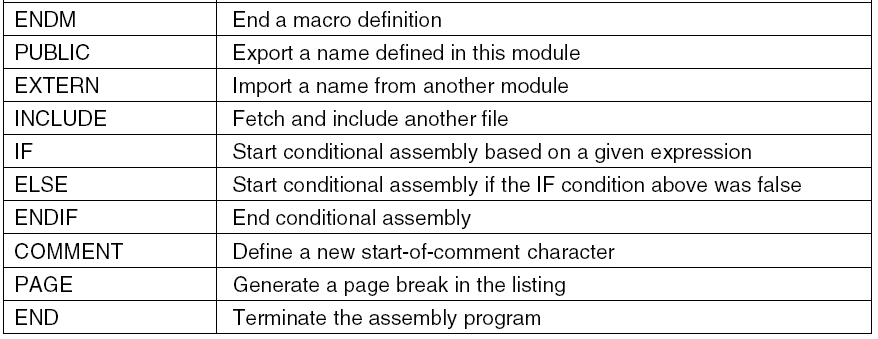 ENDM End a macro definition
PUBLIC Export a name defined in this module
EXTERN Import a name from another module
INCLUDE Fetch and include another file
IF Start conditional assembly based on a given expression
ELSE Start conditional assembly if the IF condition above was false
ENDIF End conditional assembly
COMMENT Define a new start-of-comment character
PAGE Generate a page break in the listing
END Terminate the assembly program